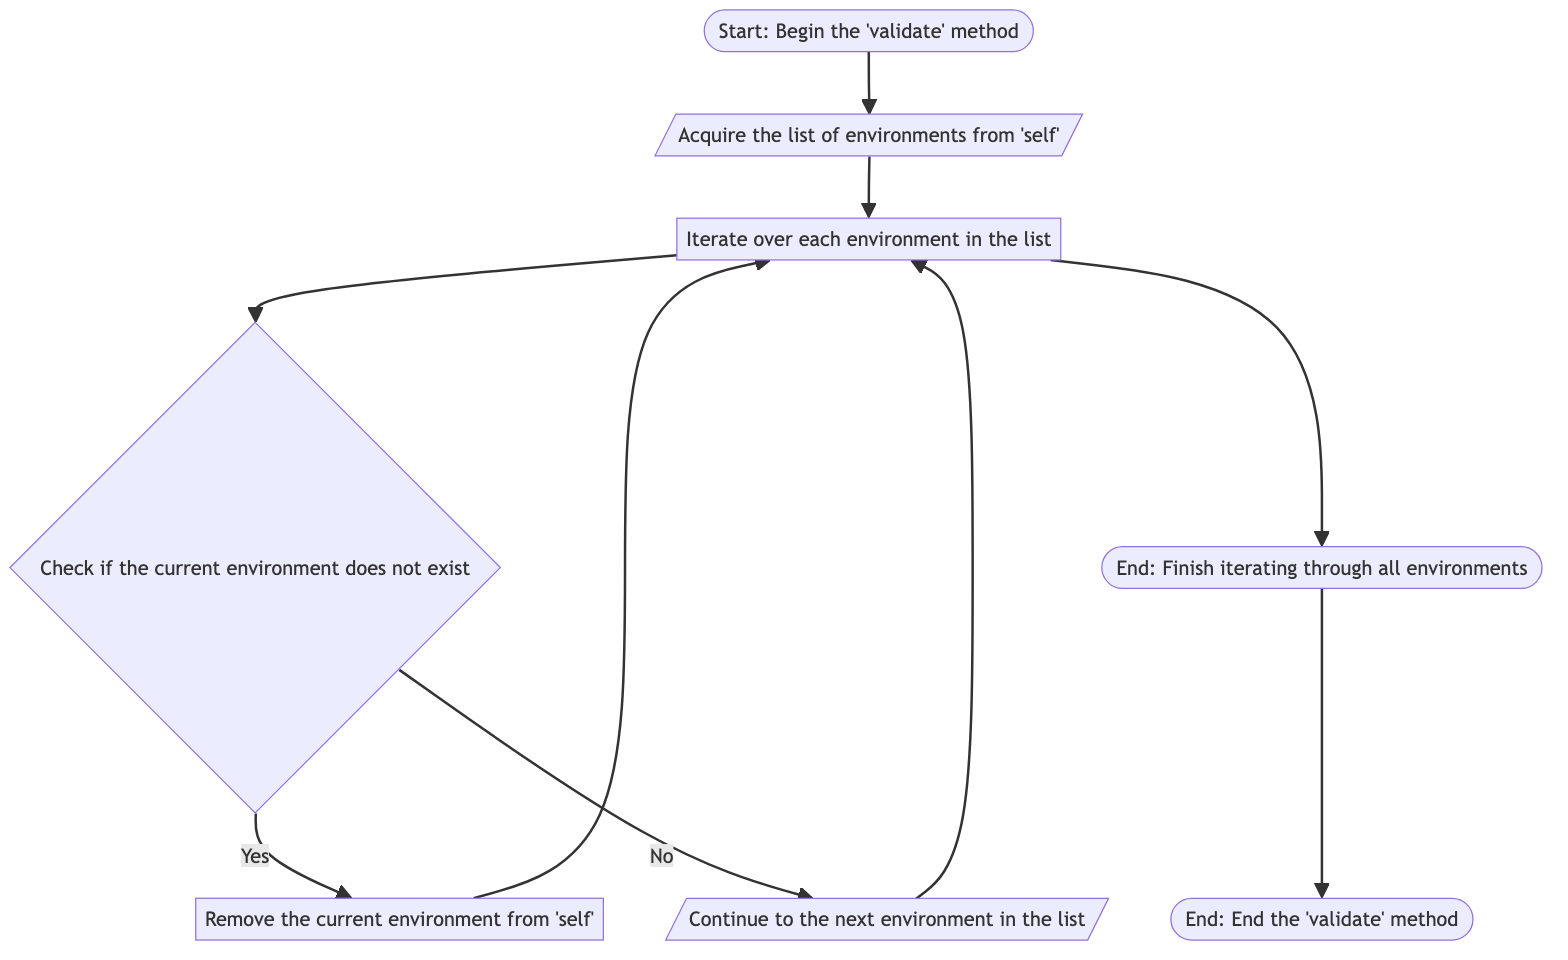 Start: Begin the 'validate' method
Acquire the list of environments from 'self'
Iterate over each environment in the list
Check if the current environment does not exist
End: Finish iterating through all environments
Yes
No
Remove the current environment from 'self'
Continue to the next environment in the list
End: End the 'validate' method